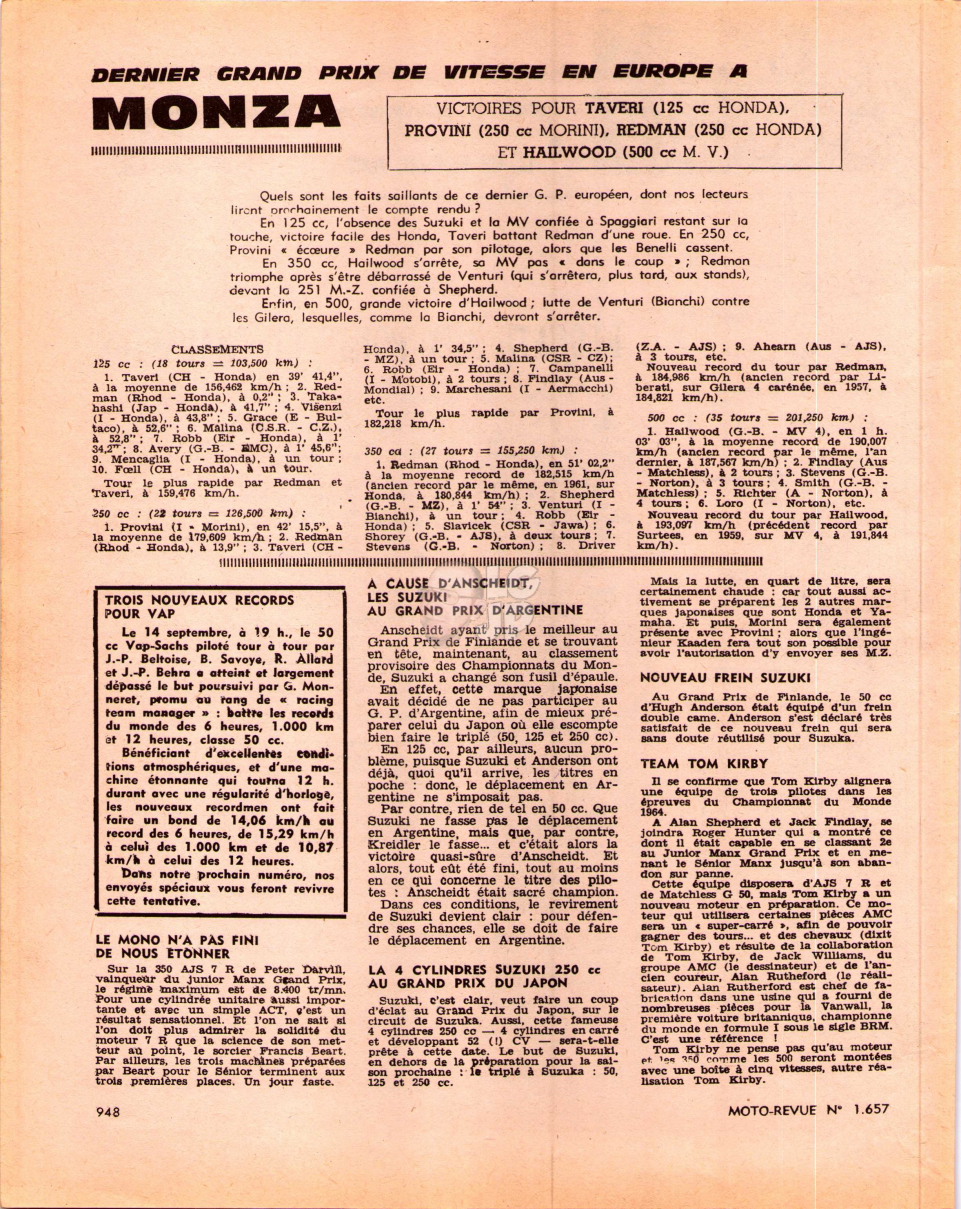 DERNIER GRAND PRIX DE VITESSE EN EUROPE A
MONZA
VICTOIRES POUR TAVERI (125 cc HONDA),
PROVINI (250 cc MORINI), REDMAN (250 cc HONDA)
ET HAILWOOD (500 cc M. V.)
Quels sont les faits saillants de ce dernier G. P. européen, dont nos lecteurs
liront prochainement le compte rendu ?
En 125 cc, l'absence des Suzuki et la MV confiée à Spaggiari restant sur la
touche, victoire facile des Honda, Taveri battant Redman d'une roue. En 250 cc,
Provini « écœure » Redman par son pilotage, alors que les Benelli cassent.
En 350 cc, Hailwood s'arrête, sa MV pas « dans le coup » ; Redman
triomphe après s'être débarrassé de Venturi (qui s'arrêtera, plus tard, aux stands),
devant la 251 M.-Z. confiée à Shepherd.
Enfin, en 500, grande victoire d'Hailwood ; lutte de Venturi (Bianchi) contre
les Gilera, lesquelles, comme la Bianchi, devront s'arrêter.
CLASSEMENTS
125 cc : (18 tours = 103,500 km) :
1. Taveri (CH - Honda) en 39' 41,4",
à la moyenne de 156,462 km/h ; 2. Red-
man (Rhod - Honda), à 0,2" ; 3. Taka-
hashi (Jap - Honda), à 41,7" ; 4. Visenzi
(I - Honda), à 43,8" ; 5. Grace (E - Bul-
taco), à 52,6" ; 6. Malina (C.S.R. - C.Z.),
à 52,8" ; 7. Robb (Eir - Honda), à 1'
34,2" ; 8. Avery (G.-B. - EMC), à 1' 45,6";
9. Mencaglia (I - Honda), à un tour ;
10. Fœll (CH - Honda), à un tour.
Tour le plus rapide par Redman et
Taveri, à 159,476 km/h.
250 cc : (22 tours = 126,500 km) :
1. Provini (I - Morini), en 42' 15,5", à
la moyenne de 179,609 km/h ; 2. Redman
(Rhod - Honda), à 13,9" ; 3. Taveri (CH -
Honda), à 1' 34,5" ; 4. Shepherd (G.-B.
- MZ), à un tour ; 5. Malina (CSR - CZ);
6. Robb (Eir - Honda) ; 7. Campanelli
(I - Motobi), à 2 tours ; 8. Findlay (Aus -
Mondial) ; 9. Marchesani (I - Aermacchi)
etc.
Tour le plus rapide par Provini, à
182,218 km/h.
350 cc : (27 tours = 155,250 km) :
1. Redman (Rhod - Honda), en 51' 02,2"
à la moyenne record de 182,515 km/h
(ancien record par le même, en 1961, sur
Honda, à 180,844 km/h) ; 2. Shepherd
(G.-B. - MZ), à 1' 54" ; 3. Venturi (I -
Bianchi), à un tour ; 4. Robb (Eir -
Honda) ; 5. Slavicek (CSR - Jawa) ; 6.
Shorey (G.-B. - AJS), à deux tours ; 7.
Stevens (G.-B. - Norton) ; 8. Driver
(Z.A. - AJS) ; 9. Ahearn (Aus - AJS),
à 3 tours, etc.
Nouveau record du tour par Redman,
à 184,986 km/h (ancien record par Li-
berati, sur Gilera 4 carénée, en 1957, à
184,821 km/h).
500 cc : (35 tours = 201,250 km) :
1. Hailwood (G.-B. - MV 4), en 1 h.
03' 03", à la moyenne record de 190,007
km/h (ancien record par le même, l'an
dernier, à 187,567 km/h) ; 2. Findlay (Aus
- Matchless), à 2 tours ; 3. Stevens (G.-B.
- Norton), à 3 tours ; 4. Smith (G.-B. -
Matchless) ; 5. Richter (A - Norton), à
4 tours ; 6. Loro (I - Norton), etc.
Nouveau record du tour par Hailwood,
à 193,097 km/h (précédent record par
Surtees, en 1959, sur MV 4, à 191,844
km/h).
TROIS NOUVEAUX RECORDS
POUR VAP
Le 14 septembre, à 19 h., le 50
cc Vap-Sachs piloté tour à tour par
J.-P. Beltoise, B. Savoye, R. Allard
et J.-P. Behra a atteint et largement
dépassé le but poursuivi par G. Mon-
neret, promu au rang de « racing
team manager » : battre les records
du monde des 6 heures, 1.000 km
et 12 heures, classe 50 cc.
Bénéficiant d'excellentes condi-
tions atmosphériques, et d'une ma-
chine étonnante qui tourna 12 h.
durant avec une régularité d'horloge,
les nouveaux recordmen ont fait
faire un bond de 14,06 km/h au
record des 6 heures, de 15,29 km/h
à celui des 1.000 km et de 10,87
km/h à celui des 12 heures.
Dans notre prochain numéro, nos
envoyés spéciaux vous feront revivre
cette tentative.
LE MONO N'A PAS FINI
DE NOUS ETONNER
Sur la 350 AJS 7 R de Peter Darvill,
vainqueur du junior Manx Grand Prix,
le régime maximum est de 8.400 tr/mn.
Pour une cylindrée unitaire aussi impor-
tante et avec un simple ACT, c'est un
résultat sensationnel. Et l'on ne sait si
l'on doit plus admirer la solidité du
moteur 7 R que la science de son met-
teur au point, le sorcier Francis Beart.
Par ailleurs, les trois machines préparées
par Beart pour le Sénior terminent aux
trois premières places. Un jour faste.
A CAUSE D'ANSCHEIDT,
LES SUZUKI
AU GRAND PRIX D'ARGENTINE
Anscheidt ayant pris le meilleur au
Grand Prix de Finlande et se trouvant
en tête, maintenant, au classement
provisoire des Championnats du Mon-
de, Suzuki a changé son fusil d'épaule.
En effet, cette marque japonaise
avait décidé de ne pas participer au
G. P. d'Argentine, afin de mieux pré-
parer celui du Japon où elle escompte
bien faire le triplé (50, 125 et 250 cc).
En 125 cc, par ailleurs, aucun pro-
blème, puisque Suzuki et Anderson ont
déjà, quoi qu'il arrive, les titres en
poche : donc, le déplacement en Ar-
gentine ne s'imposait pas.
Par contre, rien de tel en 50 cc. Que
Suzuki ne fasse pas le déplacement
en Argentine, mais que, par contre,
Kreidler le fasse... et c'était alors la
victoire quasi-sûre d'Anscheidt. Et
alors, tout eût été fini, tout au moins
en ce qui concerne le titre des pilo-
tes : Anscheidt était sacré champion.
Dans ces conditions, le revirement
de Suzuki devient clair : pour défen-
dre ses chances, elle se doit de faire
le déplacement en Argentine.
LA 4 CYLINDRES SUZUKI 250 cc
AU GRAND PRIX DU JAPON
Suzuki, c'est clair, veut faire un coup
d'éclat au Grand Prix du Japon, sur le
circuit de Suzuka. Aussi, cette fameuse
4 cylindres 250 cc — 4 cylindres en carré
et développant 52 (!) CV — sera-t-elle
prête à cette date. Le but de Suzuki,
en dehors de la préparation pour la sai-
son prochaine : le triplé à Suzuka : 50,
125 et 250 cc.
Mais la lutte, en quart de litre, sera
certainement chaude : car tout aussi ac-
tivement se préparent les 2 autres mar-
ques japonaises que sont Honda et Ya-
maha. Et puis, Morini sera également
présente avec Provini ; alors que l'ingé-
nieur Kaaden fera tout son possible pour
avoir l'autorisation d'y envoyer ses M.Z.
NOUVEAU FREIN SUZUKI
Au Grand Prix de Finlande, le 50 cc
d'Hugh Anderson était équipé d'un frein
double came. Anderson s'est déclaré très
satisfait de ce nouveau frein qui sera
sans doute réutilisé pour Suzuka.
TEAM TOM KIRBY
Il se confirme que Tom Kirby alignera
une équipe de trois pilotes dans les
épreuves du Championnat du Monde
1964.
A Alan Shepherd et Jack Findlay, se
joindra Roger Hunter qui a montré ce
dont il était capable en se classant 2e
au Junior Manx Grand Prix et en me-
nant le Sénior Manx jusqu'à son aban-
don sur panne.
Cette équipe disposera d'AJS 7 R et
de Matchless G 50, mais Tom Kirby a un
nouveau moteur en préparation. Ce mo-
teur qui utilisera certaines pièces AMC
sera un « super-carré », afin de pouvoir
gagner des tours... et des chevaux (dixit
Tom Kirby) et résulte de la collaboration
de Tom Kirby, de Jack Williams, du
groupe AMC (le dessinateur) et de l'an-
cien coureur, Alan Rutheford (le réali-
sateur). Alan Rutherford est chef de fa-
brication dans une usine qui a fourni de
nombreuses pièces pour la Vanwall, la
première voiture britannique, championne
du monde en formule I sous le sigle BRM.
C'est une référence !
Tom Kirby ne pense pas qu'au moteur
et les 350 comme les 500 seront montées
avec une boîte à cinq vitesses, autre réa-
lisation Tom Kirby.
948
MOTO-REVUE N° 1.657